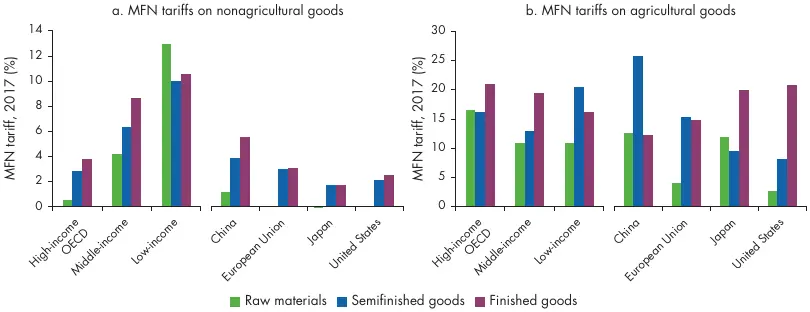 a. MFN tariffs on nonagricultural goods
MFN tariff, 2017 (%)
14
12
10
8
6
4
2
0
High-income
OECD
Middle-income
Low-income
China
European Union
Japan
United States
b. MFN tariffs on agricultural goods
MFN tariff, 2017 (%)
30
25
20
15
10
5
0
High-income
OECD
Middle-income
Low-income
China
European Union
Japan
United States
Raw materials
Semifinished goods
Finished goods